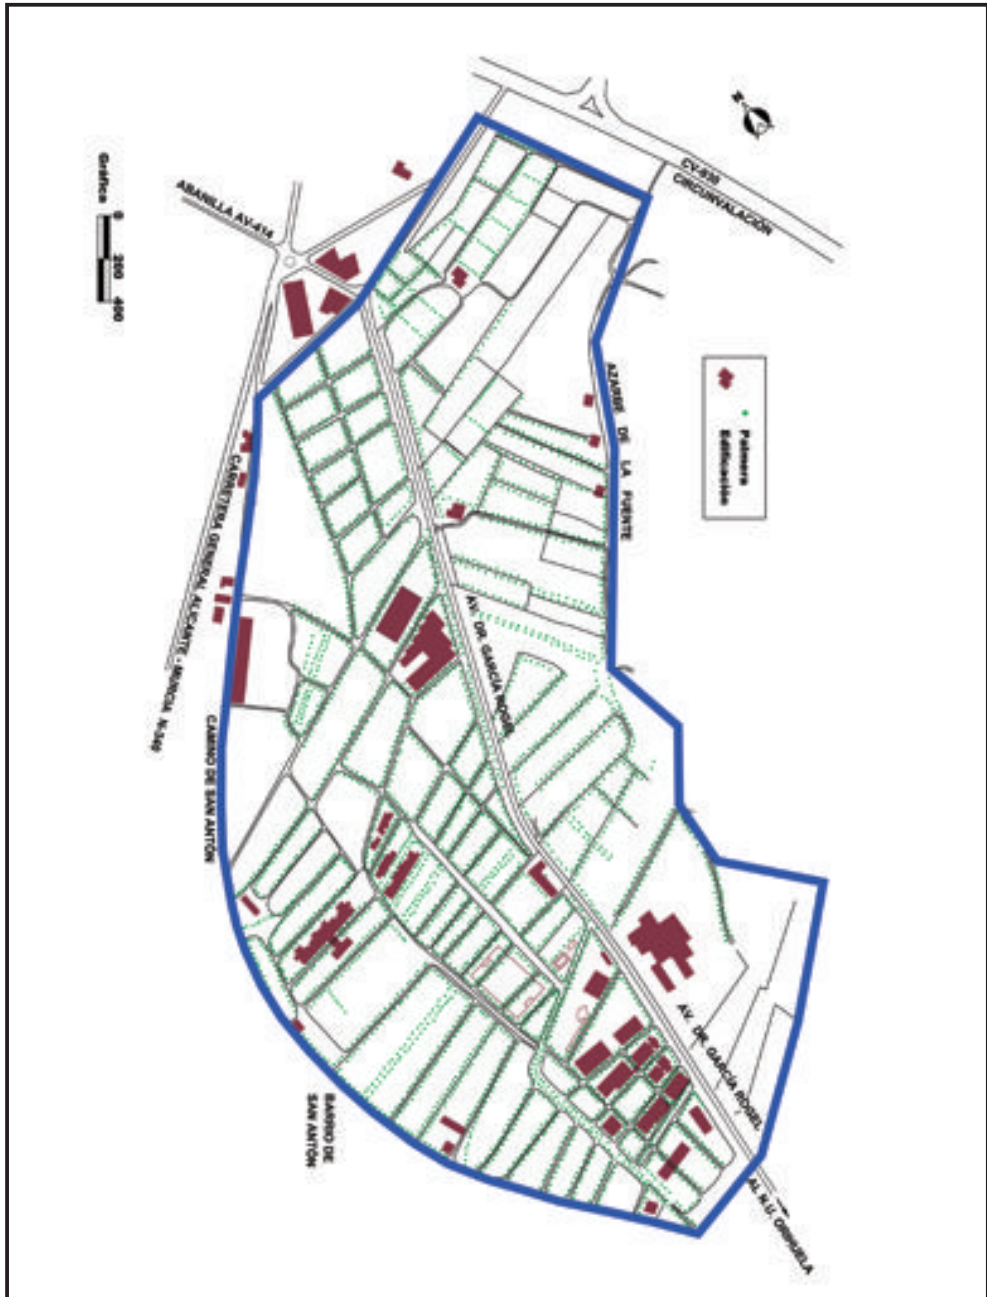 N
CV-930
CIRCUNVALACIÓN
ABANILLA AV-414
Gráfica
0
200
400
Palmera
Edificación
AZARBE DE LA FUENTE
CARRETERA GENERAL ALICANTE - MURCIA N-340
AV. DR. GARCÍA ROGEL
CAMINO DE SAN ANTÓN
AV. DR. GARCÍA ROGEL
BARRIO DE
SAN ANTÓN
AL N.U. ORIHUELA